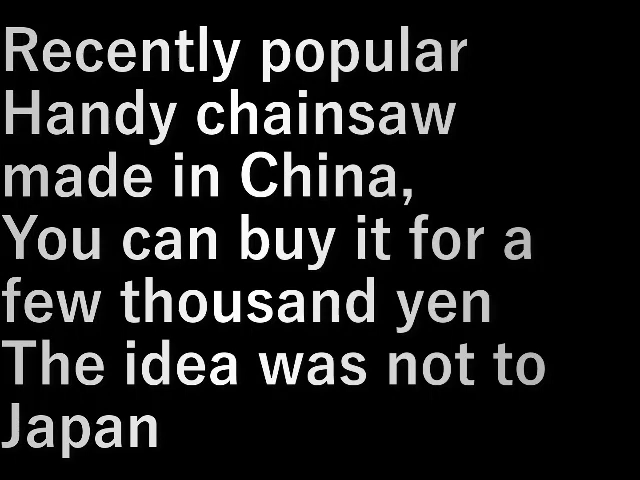 Recently popular
Handy chainsaw
made in China,
You can buy it for a
few thousand yen
The idea was not to
Japan